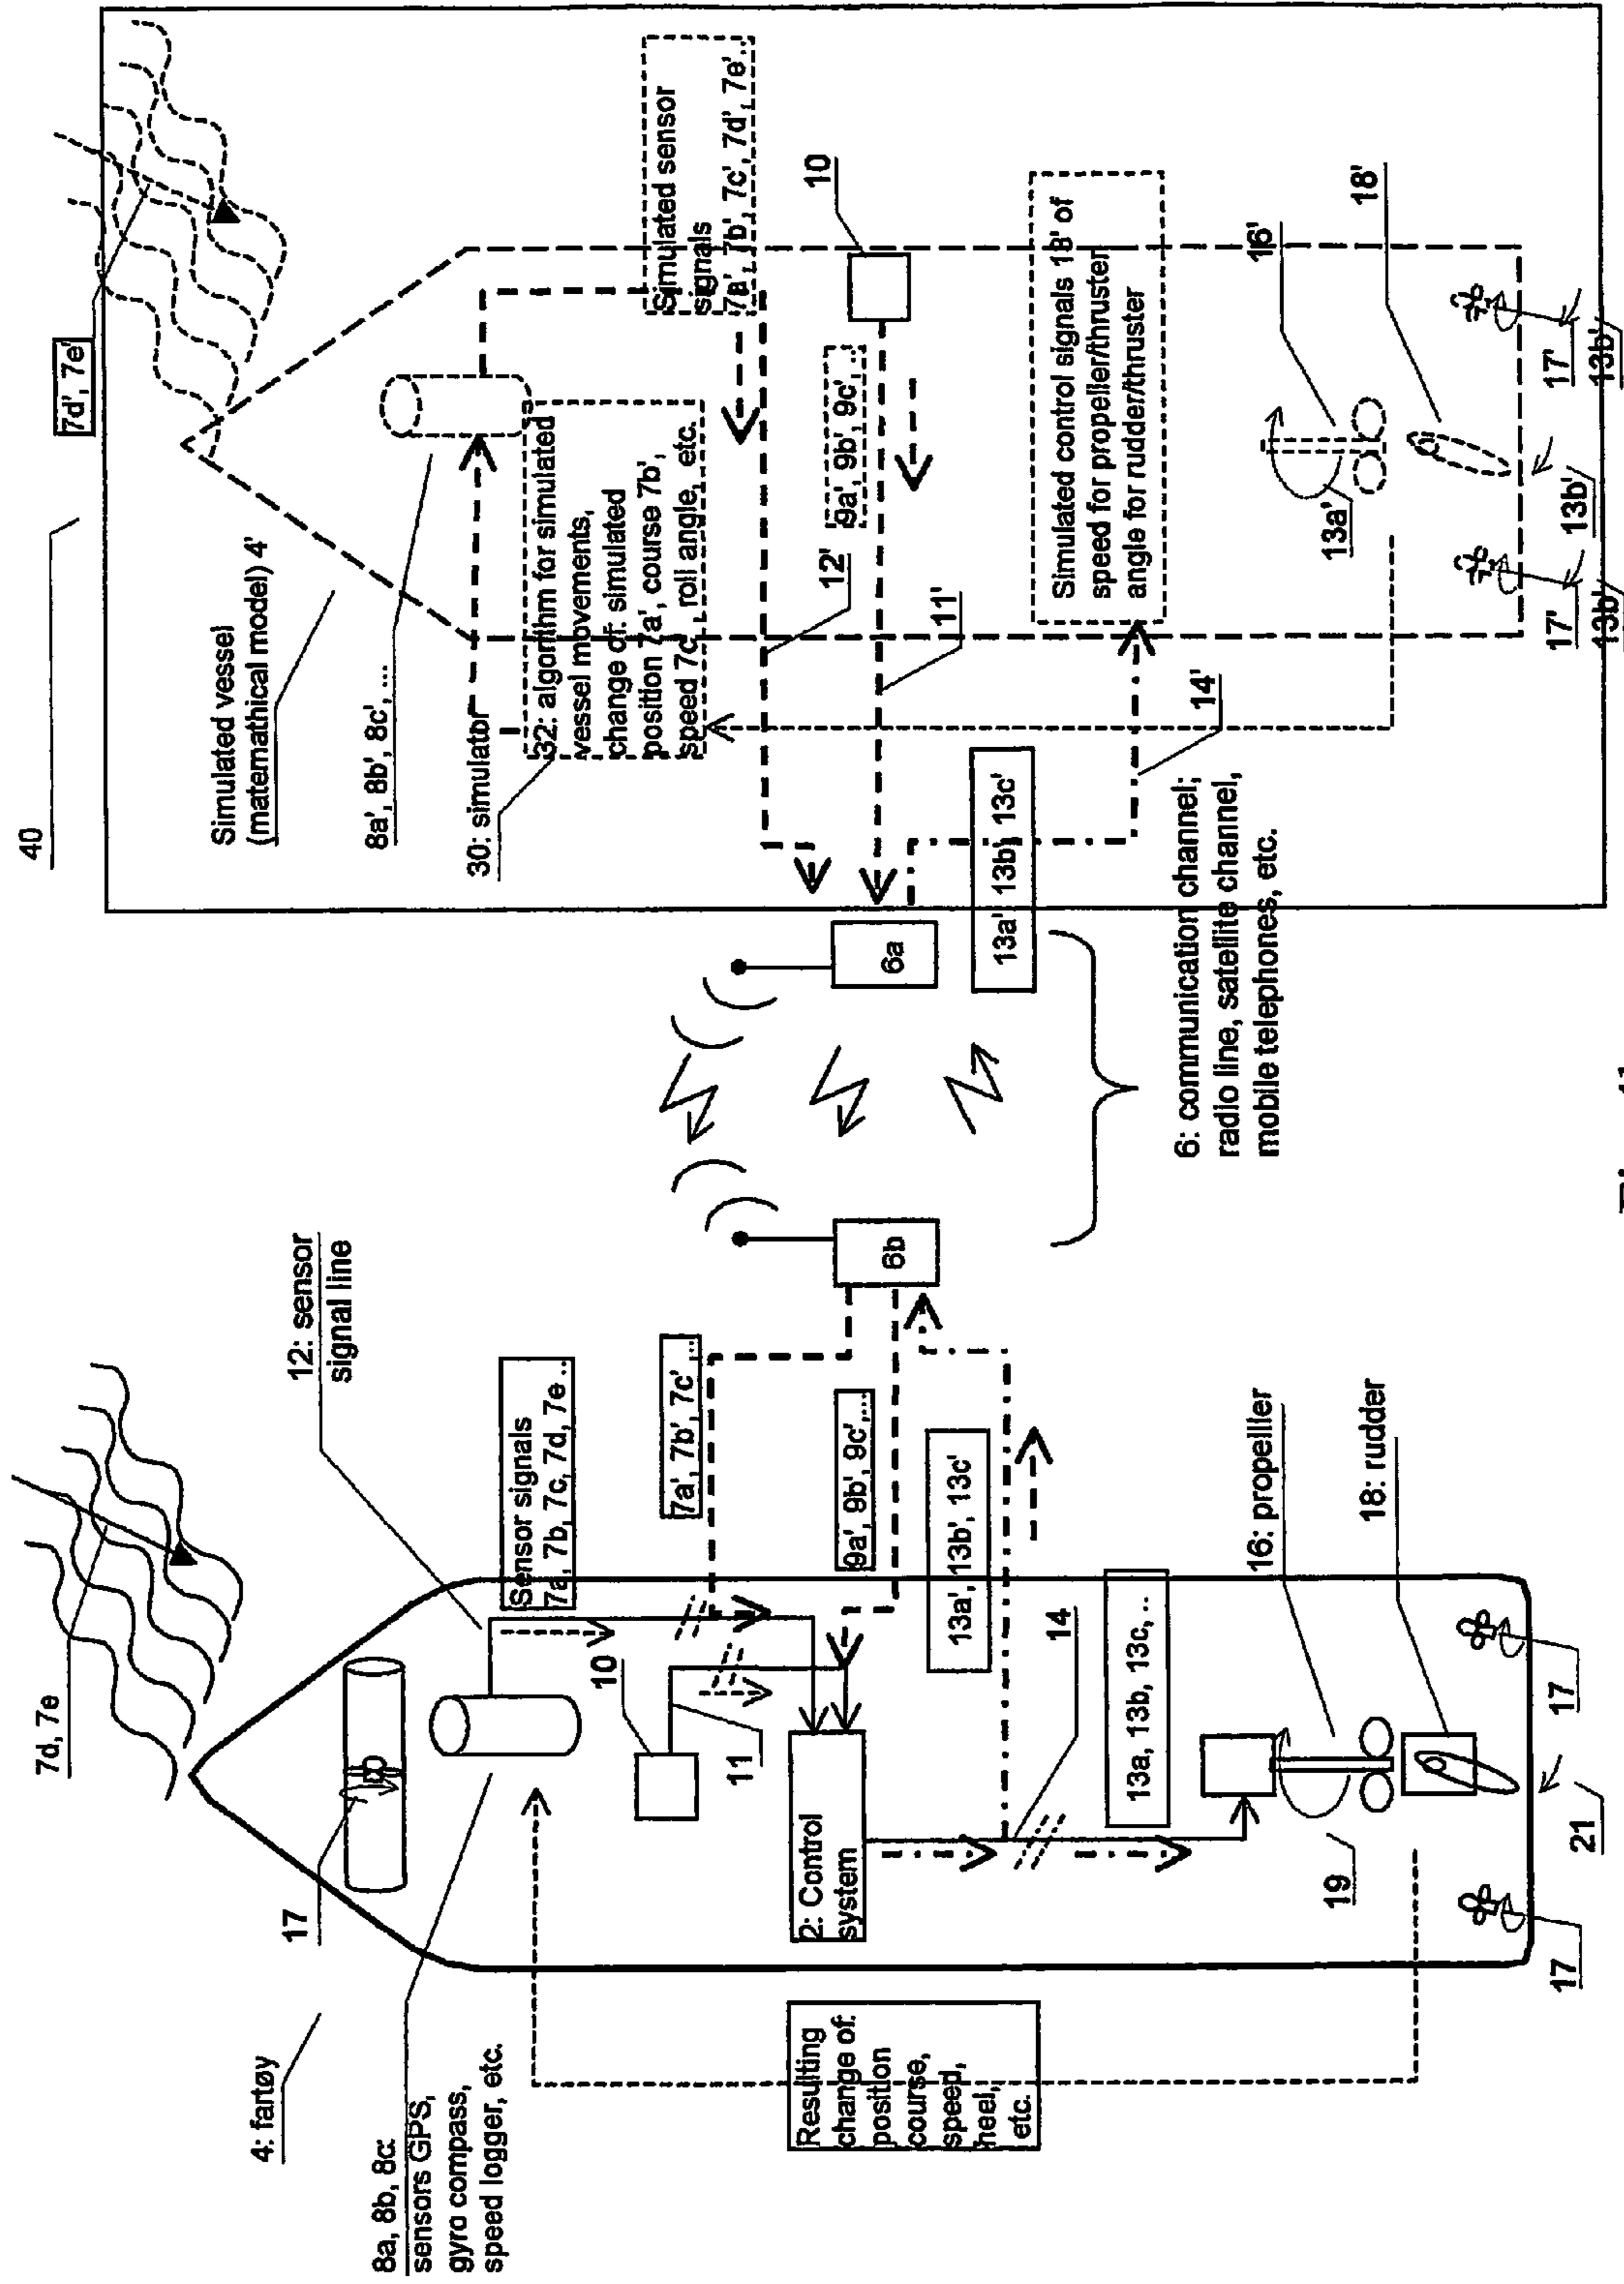 7d, 7e
4: fartøy
17
8a, 8b, 8c:
sensors GPS,
gyro compass,
speed logger, etc.
12: sensor
signal line
Sensor signals
7a, 7b, 7c, 7d, 7e ..
10
11
7a', 7b', 7c' ,..
9a', 9b', 9c',...
2: Control
system
13a', 13b', 13c'
14
13a, 13b, 13c, ..
Resulting
change of:
position
course,
speed,
heel,
etc.
16: propeller
18: rudder
19
17
21
17
6b
6a
13a' 13b', 13c'
6: communication channel;
radio line, satellite channel,
mobile telephones, etc.
40
7d', 7e'
Simulated vessel
(matemathical model) 4'
8a', 8b', 8c', ...
30: simulator
32: algorithm for simulated
vessel movements,
change of: simulated
position 7a', course 7b',
speed 7c', roll angle, etc.
Simulated sensor
signals
7a', 7b', 7c', 7d', 7e'..
10
9a', 9b', 9c' ...
12'
11'
14'
Simulated control signals 18' of
speed for propeller/thruster
angle for rudder/thruster
16'
18'
13a'
17'
13b'
13b'
17'
13b'